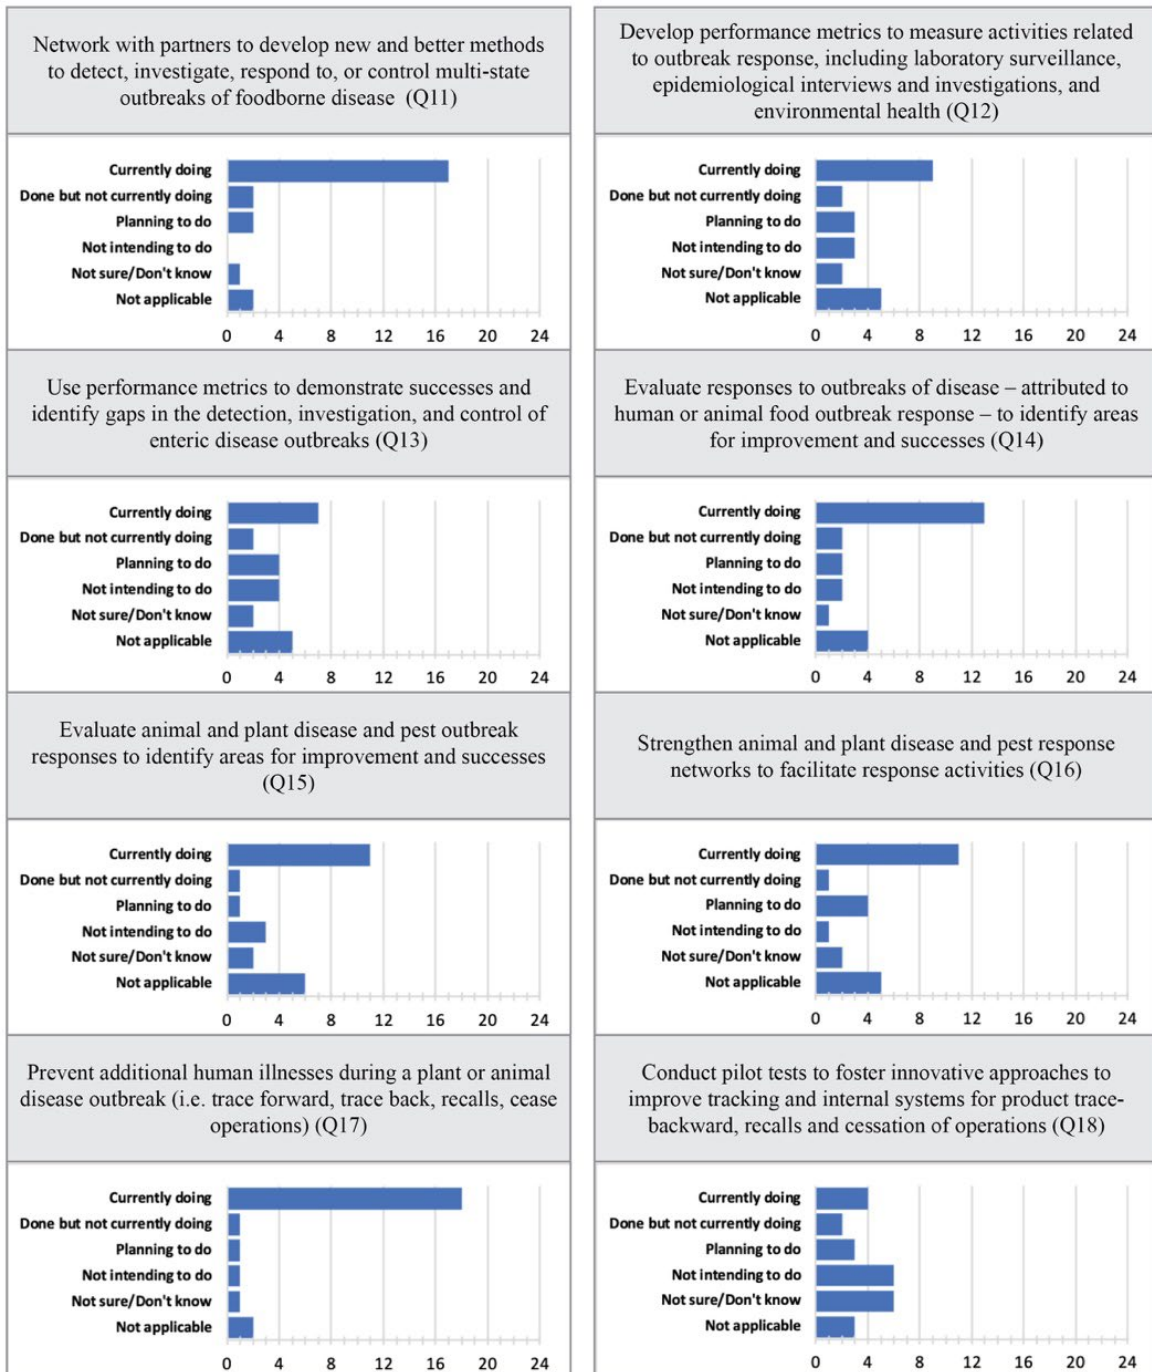 Network with partners to develop new and better methods
to detect, investigate, respond to, or control multi-state
outbreaks of foodborne disease (Q11)
Develop performance metrics to measure activities related
to outbreak response, including laboratory surveillance,
epidemiological interviews and investigations, and
environmental health (Q12)
Currently doing
Done but not currently doing
Planning to do
Not intending to do
Not sure/Don't know
Not applicable
0 4 8 12 16 20 24
Currently doing
Done but not currently doing
Planning to do
Not intending to do
Not sure/Don't know
Not applicable
0 4 8 12 16 20 24
Use performance metrics to demonstrate successes and
identify gaps in the detection, investigation, and control of
enteric disease outbreaks (Q13)
Evaluate responses to outbreaks of disease – attributed to
human or animal food outbreak response – to identify areas
for improvement and successes (Q14)
Currently doing
Done but not currently doing
Planning to do
Not intending to do
Not sure/Don't know
Not applicable
0 4 8 12 16 20 24
Currently doing
Done but not currently doing
Planning to do
Not intending to do
Not sure/Don't know
Not applicable
0 4 8 12 16 20 24
Evaluate animal and plant disease and pest outbreak
responses to identify areas for improvement and successes
(Q15)
Strengthen animal and plant disease and pest response
networks to facilitate response activities (Q16)
Currently doing
Done but not currently doing
Planning to do
Not intending to do
Not sure/Don't know
Not applicable
0 4 8 12 16 20 24
Currently doing
Done but not currently doing
Planning to do
Not intending to do
Not sure/Don't know
Not applicable
0 4 8 12 16 20 24
Prevent additional human illnesses during a plant or animal
disease outbreak (i.e. trace forward, trace back, recalls, cease
operations) (Q17)
Conduct pilot tests to foster innovative approaches to
improve tracking and internal systems for product trace-
backward, recalls and cessation of operations (Q18)
Currently doing
Done but not currently doing
Planning to do
Not intending to do
Not sure/Don't know
Not applicable
0 4 8 12 16 20 24
Currently doing
Done but not currently doing
Planning to do
Not intending to do
Not sure/Don't know
Not applicable
0 4 8 12 16 20 24